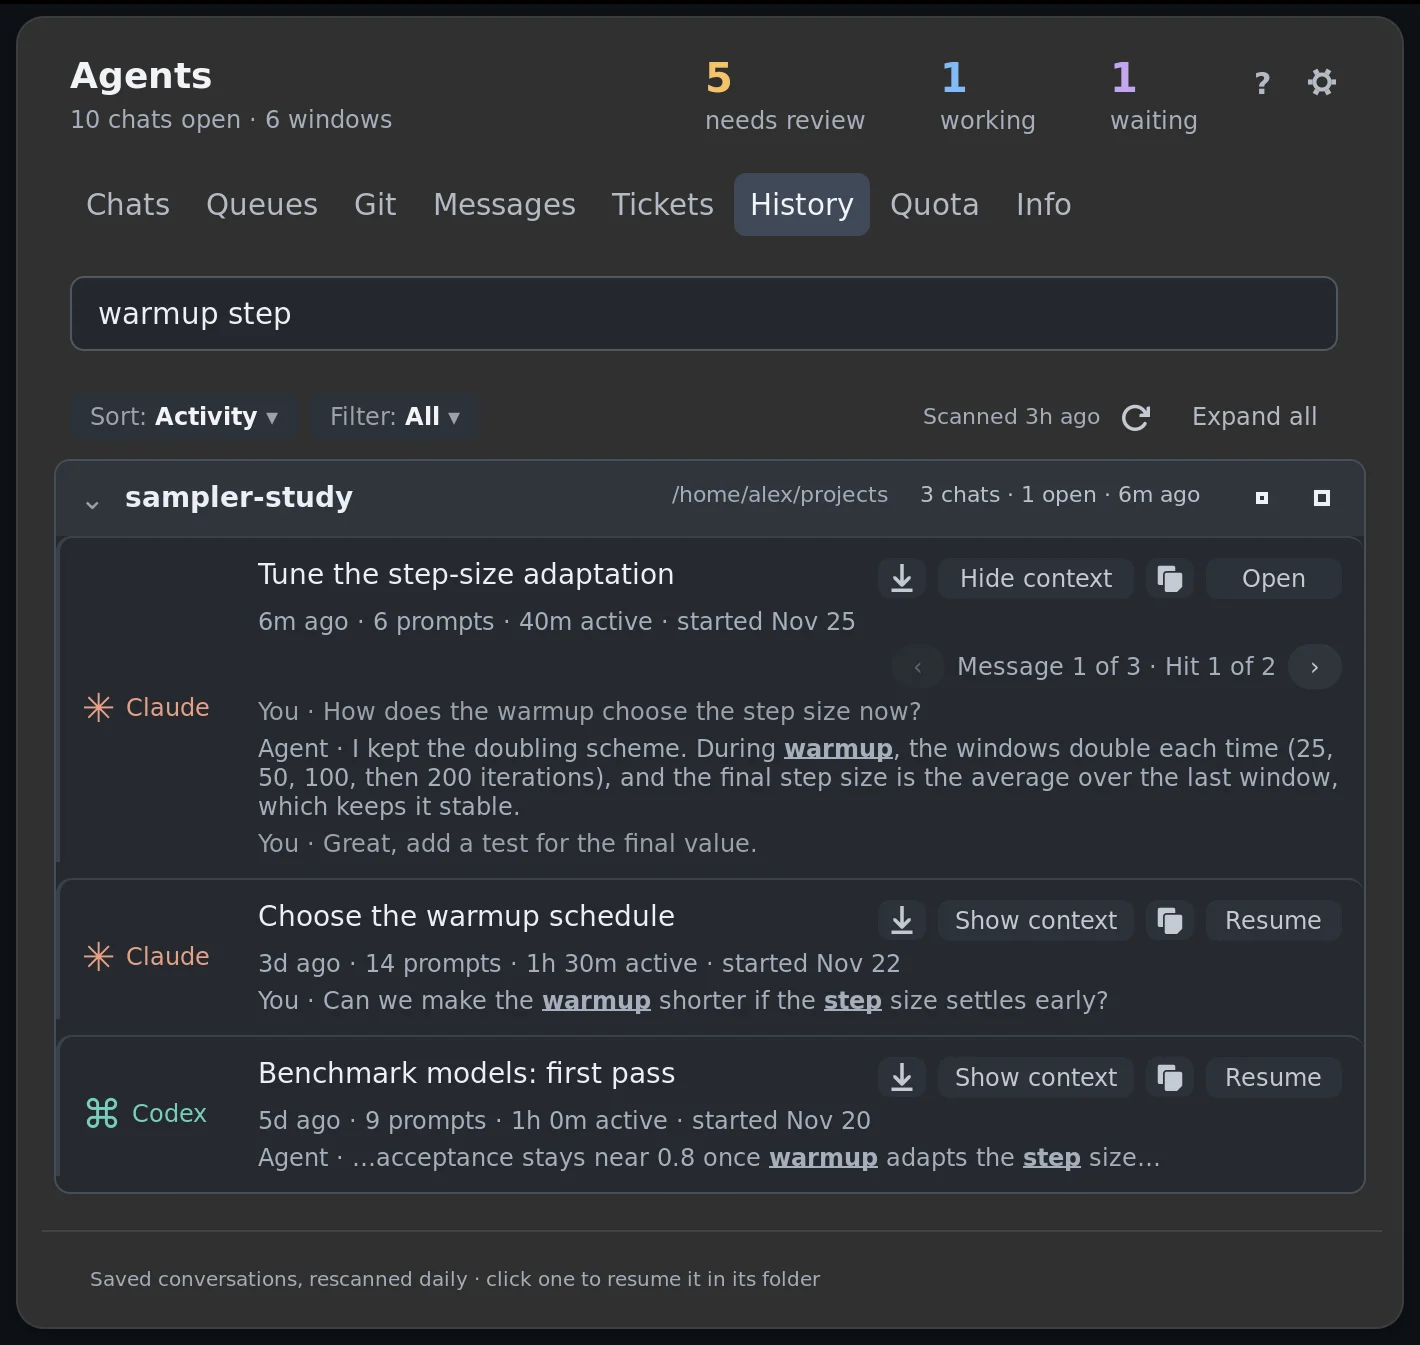 Agents
5 1 1 ?
10 chats open · 6 windows
needs review working waiting
Chats Queues Git Messages Tickets History Quota Info
warmup step
Sort: Activity ▾ Filter: All ▾ Scanned 3h ago Expand all
sampler-study /home/alex/projects 3 chats · 1 open · 6m ago
Tune the step-size adaptation Hide context Open
6m ago · 6 prompts · 40m active · started Nov 25
‹ Message 1 of 3 · Hit 1 of 2 ›
Claude
You · How does the warmup choose the step size now?
Agent · I kept the doubling scheme. During warmup, the windows double each time (25,
50, 100, then 200 iterations), and the final step size is the average over the last window,
which keeps it stable.
You · Great, add a test for the final value.
Choose the warmup schedule Show context Resume
Claude
3d ago · 14 prompts · 1h 30m active · started Nov 22
You · Can we make the warmup shorter if the step size settles early?
Benchmark models: first pass Show context Resume
⌘ Codex
5d ago · 9 prompts · 1h 0m active · started Nov 20
Agent · …acceptance stays near 0.8 once warmup adapts the step size…
Saved conversations, rescanned daily · click one to resume it in its folder